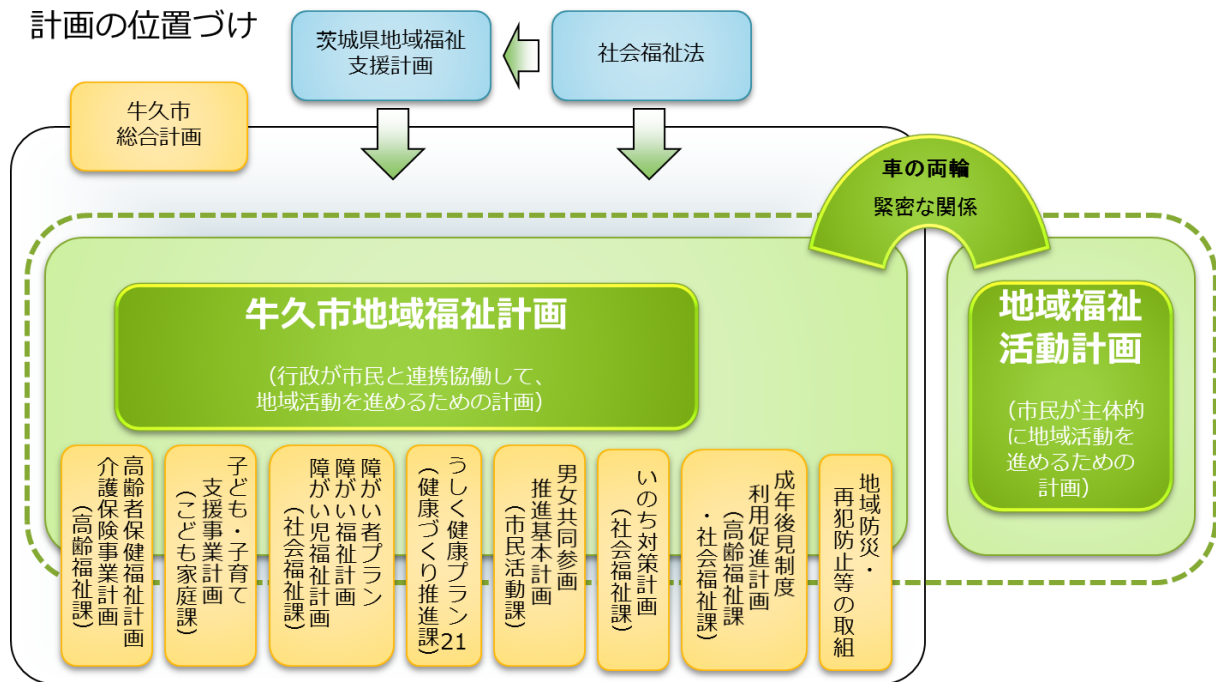 計画の位置づけ
茨城県地域福祉
支援計画
社会福祉法
牛久市
総合計画
車の両輪
緊密な関係
牛久市地域福祉計画
（行政が市民と連携協働して、
地域活動を進めるための計画）
地域福祉
活動計画
（市民が主体的
に地域活動を
進めるための
計画）
高齢者保健福祉計画
介護保険事業計画
（高齢福祉課）
子ども・子育て
支援事業計画
（こども家庭課）
障がい者プラン
障がい福祉計画
障がい児福祉計画
（社会福祉課）
うしく健康プラン21
（健康づくり推進課）
男女共同参画
推進基本計画
（市民活動課）
いのち対策計画
（社会福祉課）
成年後見制度
利用促進計画
（高齢福祉課
・社会福祉課）
地域防災・
再犯防止等の取組